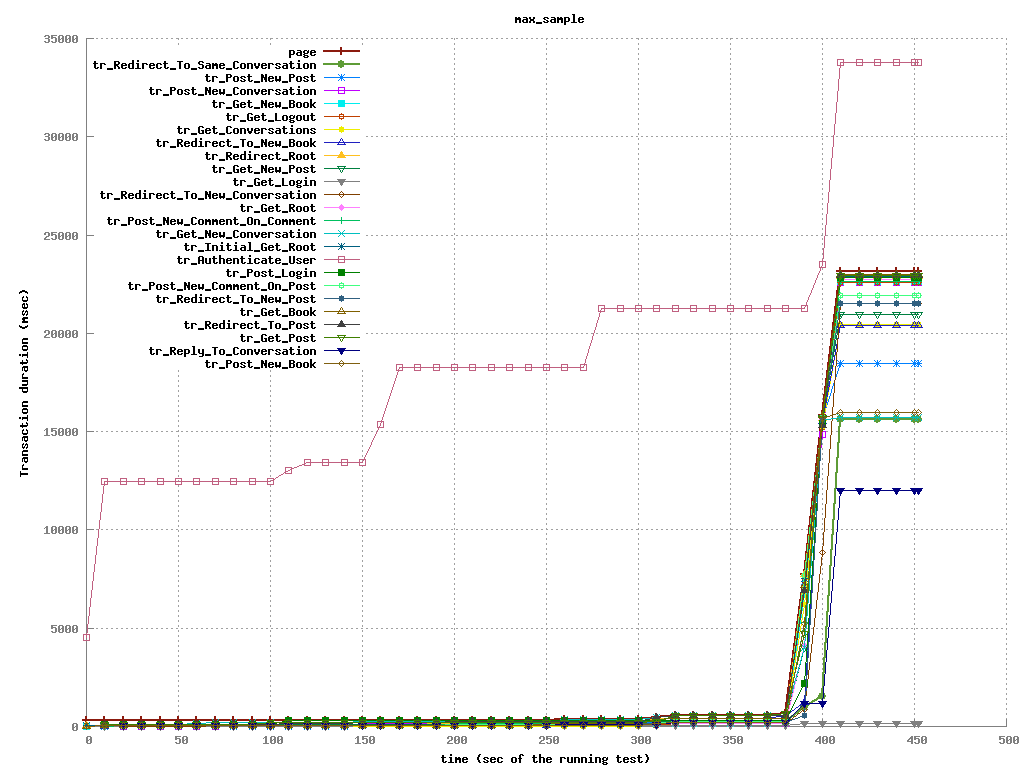 max_sample
35000
30000
25000
20000
15000
10000
5000
0
Transaction duration (msec)
page
tr_Redirect_To_Same_Conversation
tr_Post_New_Post
tr_Post_New_Conversation
tr_Get_New_Book
tr_Get_Logout
tr_Get_Conversations
tr_Redirect_To_New_Book
tr_Redirect_Root
tr_Get_New_Post
tr_Get_Login
tr_Redirect_To_New_Conversation
tr_Get_Root
tr_Post_New_Comment_On_Comment
tr_Get_New_Conversation
tr_Initial_Get_Root
tr_Authenticate_User
tr_Post_Login
tr_Post_New_Comment_On_Post
tr_Redirect_To_New_Post
tr_Get_Book
tr_Redirect_To_Post
tr_Get_Post
tr_Reply_To_Conversation
tr_Post_New_Book
0 50 100 150 200 250 300 350 400 450 500
time (sec of the running test)